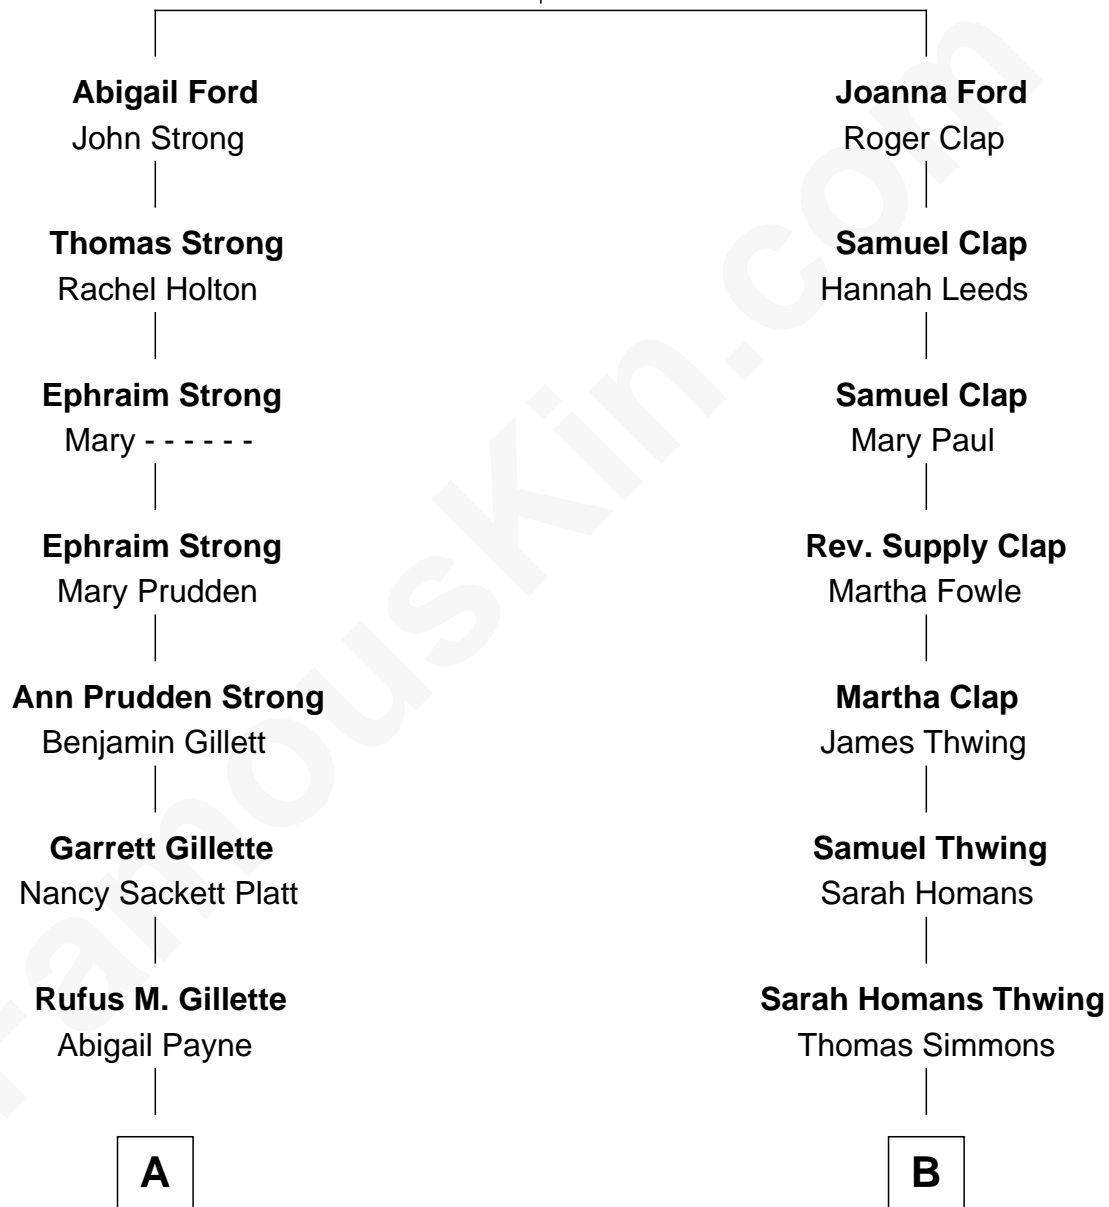 Abigail Ford
John Strong
Thomas Strong
Rachel Holton
Ephraim Strong
Mary - - - - - -
Ephraim Strong
Mary Prudden
Ann Prudden Strong
Benjamin Gillett
Garrett Gillette
Nancy Sackett Platt
Rufus M. Gillette
Abigail Payne
A
Joanna Ford
Roger Clap
Samuel Clap
Hannah Leeds
Samuel Clap
Mary Paul
Rev. Supply Clap
Martha Fowle
Martha Clap
James Thwing
Samuel Thwing
Sarah Homans
Sarah Homans Thwing
Thomas Simmons
B
FamousKin.com